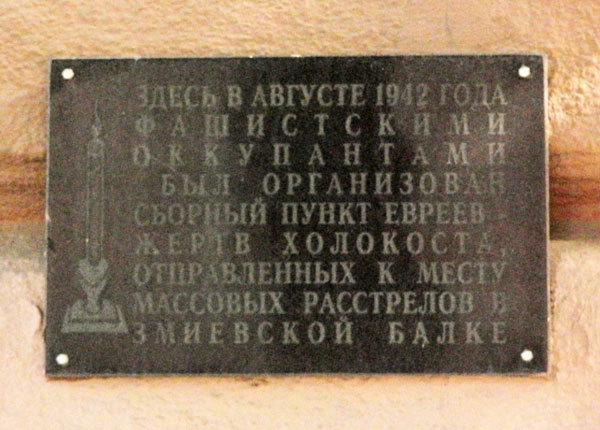 ЗДЕСЬ В АВГУСТЕ 1942 ГОДА
ФАШИСТСКИМИ
ОККУПАНТАМИ
БЫЛ ОРГАНИЗОВАН
СБОРНЫЙ ПУНКТ ЕВРЕЕВ -
ЖЕРТВ ХОЛОКОСТА,
ОТПРАВЛЕННЫХ К МЕСТУ
МАССОВЫХ РАССТРЕЛОВ В
ЗМИЕВСКОЙ БАЛКЕ